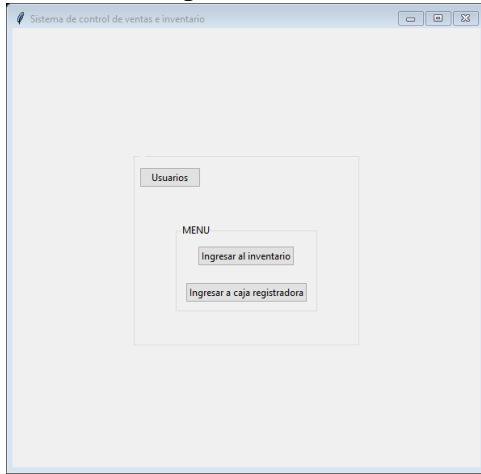 Sistema de control de ventas e inventario
Usuarios
MENU
Ingresar al inventario
Ingresar a caja registradora